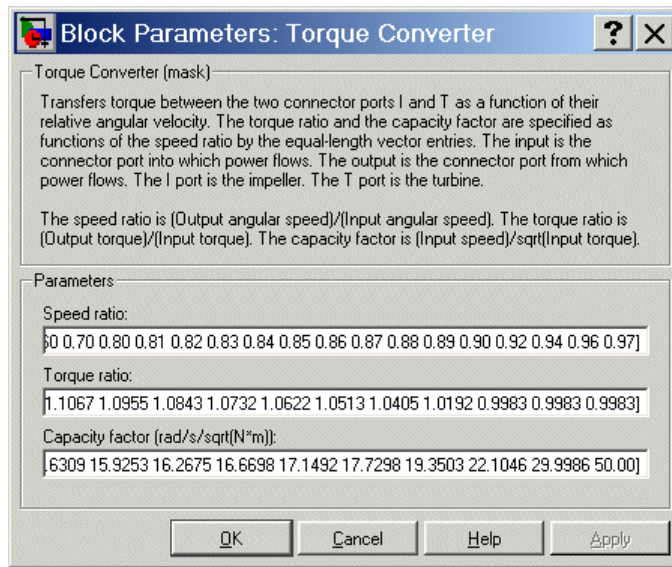 Block Parameters: Torque Converter
Torque Converter (mask)
Transfers torque between the two connector ports I and T as a function of their
relative angular velocity. The torque ratio and the capacity factor are specified as
functions of the speed ratio by the equal-length vector entries. The input is the
connector port into which power flows. The output is the connector port from which
power flows. The I port is the impeller. The T port is the turbine.
The speed ratio is (Output angular speed)/(Input angular speed). The torque ratio is
(Output torque)/(Input torque). The capacity factor is (Input speed)/sqrt(Input torque).
Parameters
Speed ratio:
0.70 0.80 0.81 0.82 0.83 0.84 0.85 0.86 0.87 0.88 0.89 0.90 0.92 0.94 0.96 0.97]
Torque ratio:
1.1067 1.0955 1.0843 1.0732 1.0622 1.0513 1.0405 1.0192 0.9983 0.9983 0.9983]
Capacity factor (rad/s/sqrt(N*m)):
.6309 15.9253 16.2675 16.6698 17.1492 17.7298 19.3503 22.1046 29.9986 50.00]
OK Cancel Help Apply